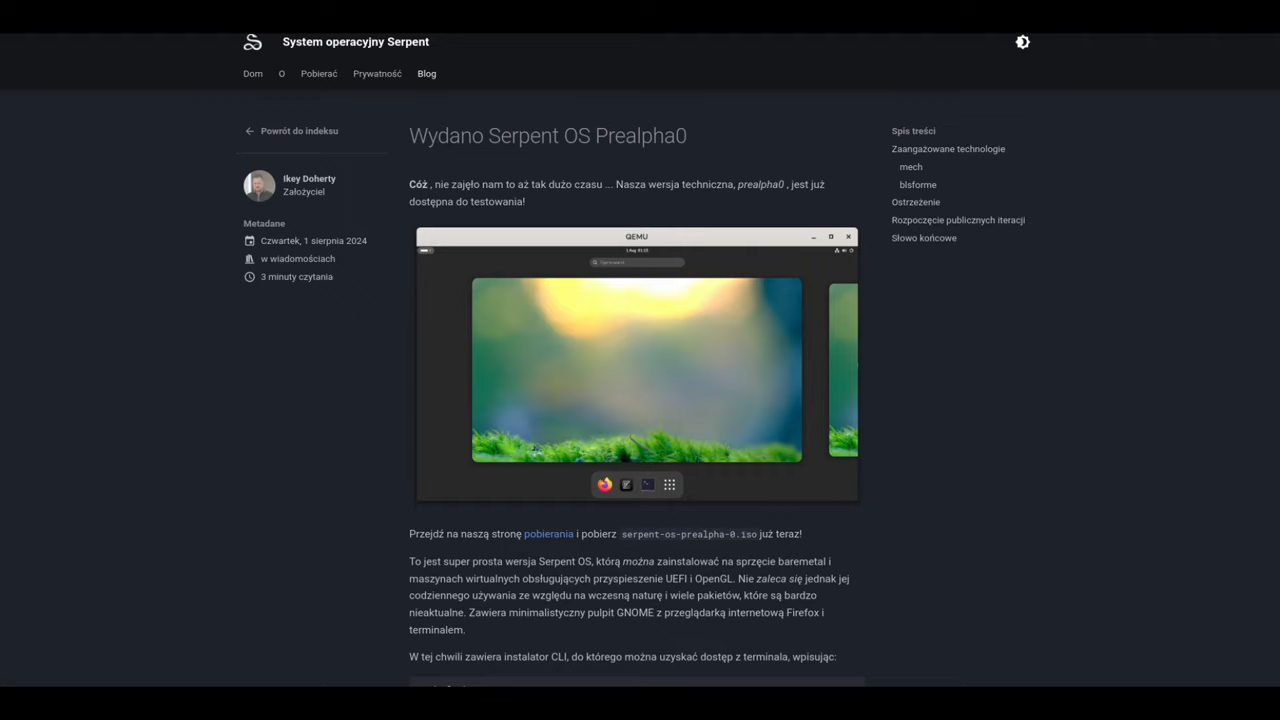 System operacyjny Serpent
Dom O Pobierać Prywatność Blog
Powrót do indeksu
Ikey Doherty
Założyciel
Metadane
Czwartek, 1 sierpnia 2024
w wiadomościach
3 minuty czytania
Wydano Serpent OS Prealpha0
Cóż , nie zajęło nam to aż tak dużo czasu ... Nasza wersja techniczna, prealpha0 , jest już
dostępna do testowania!
QEMU
Przejdź na naszą stronę pobierania i pobierz serpent-os-prealpha-0.iso już teraz!
To jest super prosta wersja Serpent OS, którą można zainstalować na sprzęcie baremetal i
maszynach wirtualnych obsługujących przyspieszenie UEFI i OpenGL. Nie zaleca się jednak jej
codziennego używania ze względu na wczesną naturę i wiele pakietów, które są bardzo
nieaktualne. Zawiera minimalistyczny pulpit GNOME z przeglądarką internetową Firefox i
terminalem.
W tej chwili zawiera instalator CLI, do którego można uzyskać dostęp z terminala, wpisując:
Spis treści
Zaangażowane technologie
mech
blsforme
Ostrzeżenie
Rozpoczęcie publicznych iteracji
Słowo końcowe